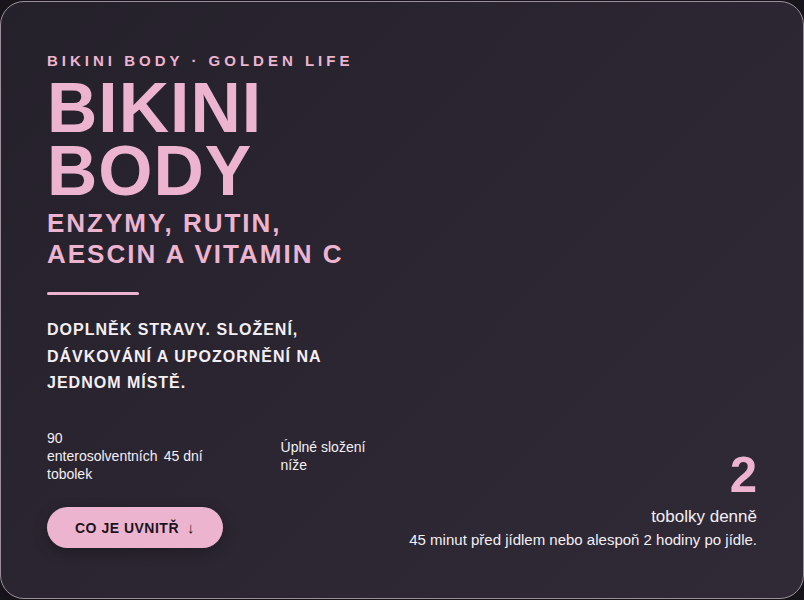 BIKINI BODY · GOLDEN LIFE
BIKINI
BODY
ENZYMY, RUTIN,
AESCIN A VITAMIN C
DOPLNĚK STRAVY. SLOŽENÍ,
DÁVKOVÁNÍ A UPOZORNĚNÍ NA
JEDNOM MÍSTĚ.
90
enterosolventních
tobolek
45 dní
Úplné složení
níže
CO JE UVNITŘ ↓
2
tobolky denně
45 minut před jídlem nebo alespoň 2 hodiny po jídle.